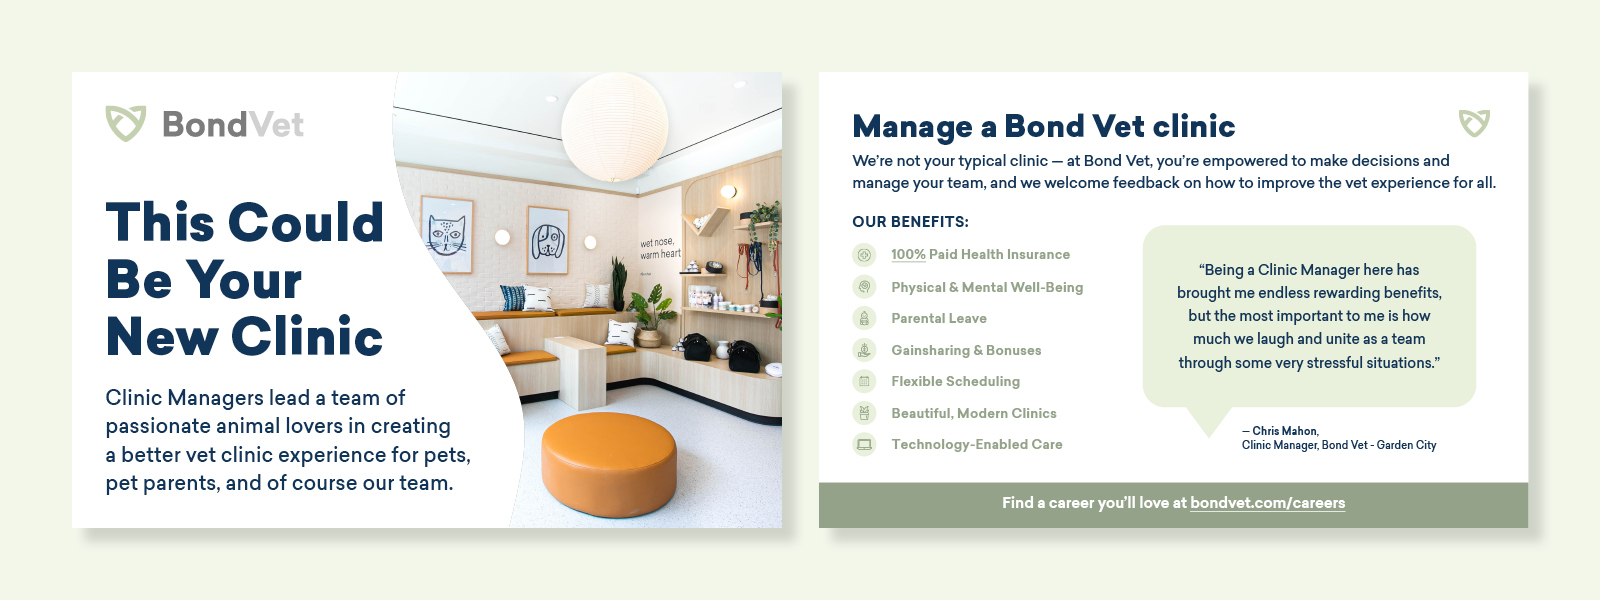 BondVet
This Could
Be Your
New Clinic
Clinic Managers lead a team of
passionate animal lovers in creating
a better vet clinic experience for pets,
pet parents, and of course our team.
wet nose,
warm heart
Manage a Bond Vet clinic
We’re not your typical clinic — at Bond Vet, you’re empowered to make decisions and
manage your team, and we welcome feedback on how to improve the vet experience for all.
OUR BENEFITS:
100% Paid Health Insurance
Physical & Mental Well-Being
Parental Leave
Gainsharing & Bonuses
Flexible Scheduling
Beautiful, Modern Clinics
Technology-Enabled Care
“Being a Clinic Manager here has
brought me endless rewarding benefits,
but the most important to me is how
much we laugh and unite as a team
through some very stressful situations.”
— Chris Mahon,
Clinic Manager, Bond Vet - Garden City
Find a career you’ll love at bondvet.com/careers